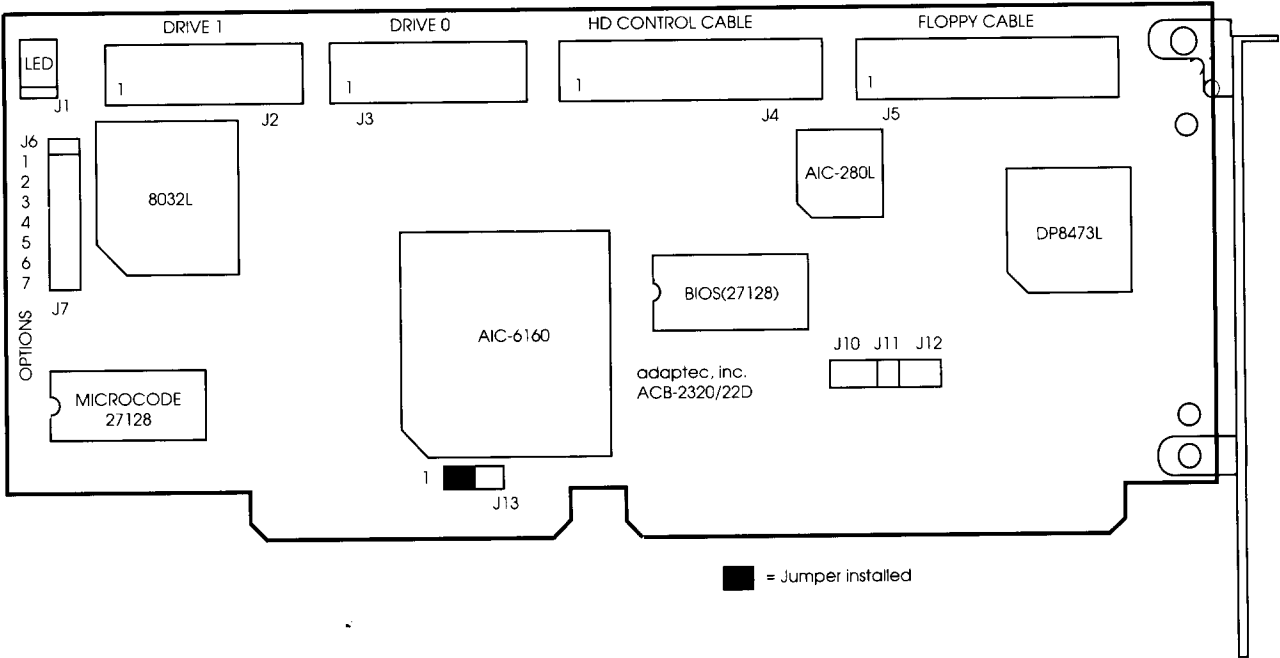 DRIVE 1
DRIVE 0
HD CONTROL CABLE
FLOPPY CABLE
LED
1
1
1
1
J1
J2
J3
J4
J5
J6
1
2
3
4
5
6
7
J7
OPTIONS
8032L
AIC-280L
DP8473L
BIOS(27128)
AIC-6160
J10 J11 J12
adaptec, inc.
ACB-2320/22D
MICROCODE
27128
1
J13
= Jumper installed